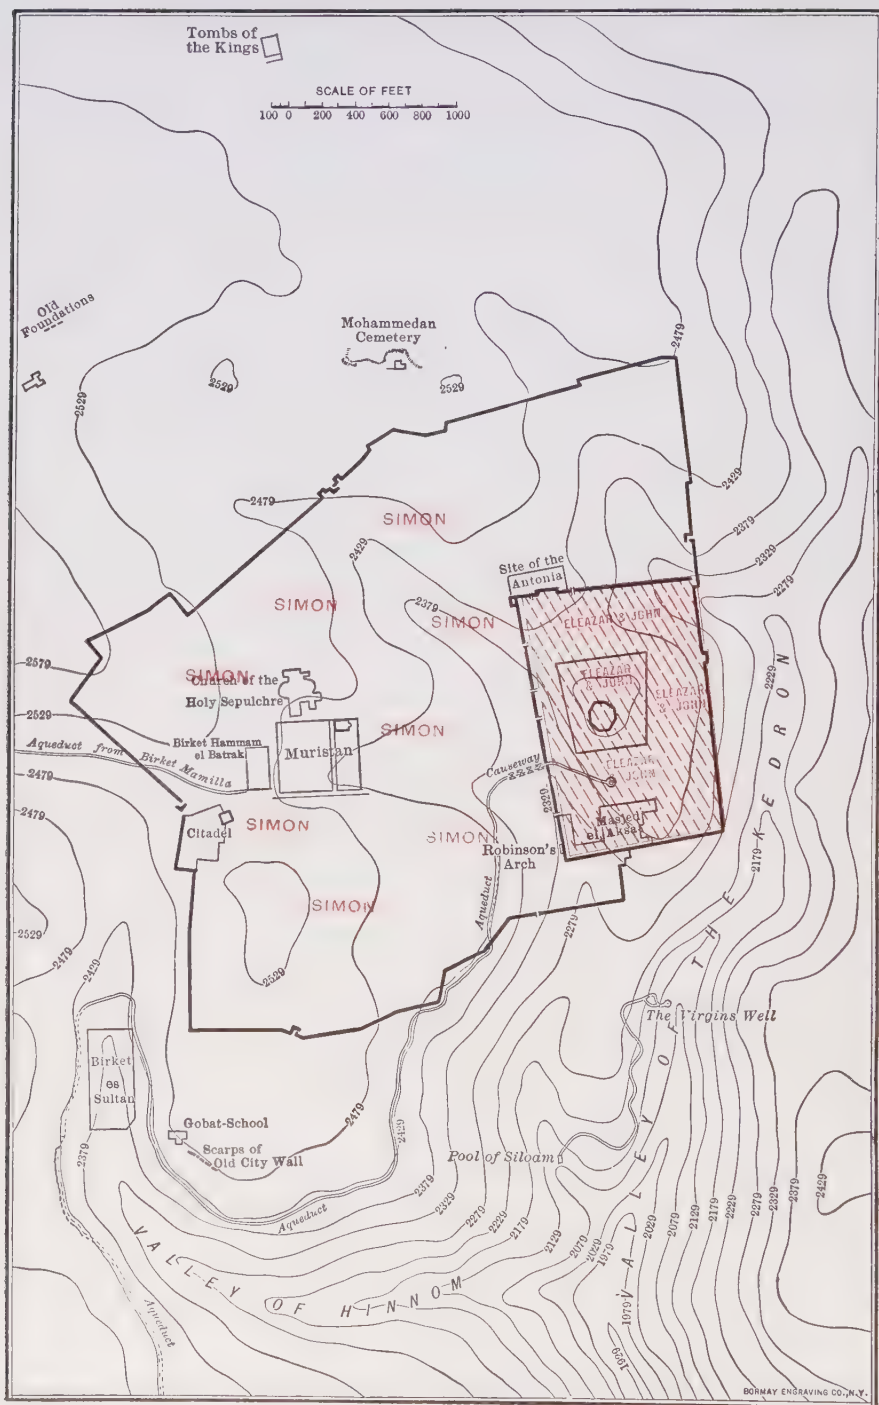 Tombs of
the Kings
SCALE OF FEET
100 0 200 400 600 800 1000
Old
Foundations
Mohammedan
Cemetery
2479
2529
2529
2529
2479
SIMON
2429
2429
2379
2329
2279
Site of the
Antonia
SIMON
2379
SIMON
ELEAZAR & JOHN
2579
SIMON
Church of the
Holy Sepulchre
ELEAZAR
& JOHN
ELEAZAR
& JOHN
2229
2529
SIMON
Aqueduct from Birket Mamilla
Birket Hammam
el Batrak
Muristan
Causeway
ELEAZAR
JOHN
2479
2479
2329
Citadel
SIMON
SIMON
Masjed
el Aksa
Robinson's
Arch
2179
SIMON
Aqueduct
2279
2529
2479
2429
2529
VALLEY OF THE KEDRON
The Virgins Well
Birket
es
Sultan
Gobat-School
2479
2429
Scarps of
Old City Wall
Pool of Siloam
2379
Aqueduct
2379
2329
2279
2229
2179
2129
2079
2029
1979
1979
1929
2029
2079
2129
2179
2229
2279
2329
2379
2429
VALLEY OF HINNOM
Aqueduct
BORMAY ENGRAVING CO., N.Y.